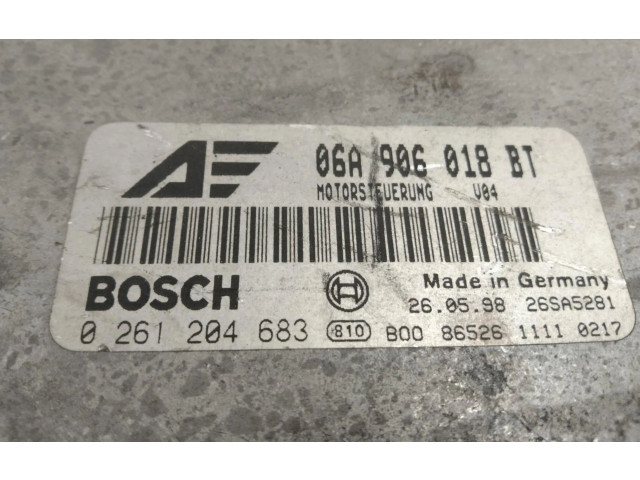 AE 06A 906 018 BT
MOTORSTEUERUNG V04
BOSCH Made in Germany
26.05.98 26SA5281
0 261 204 683 810 B00 86526 1111 0217